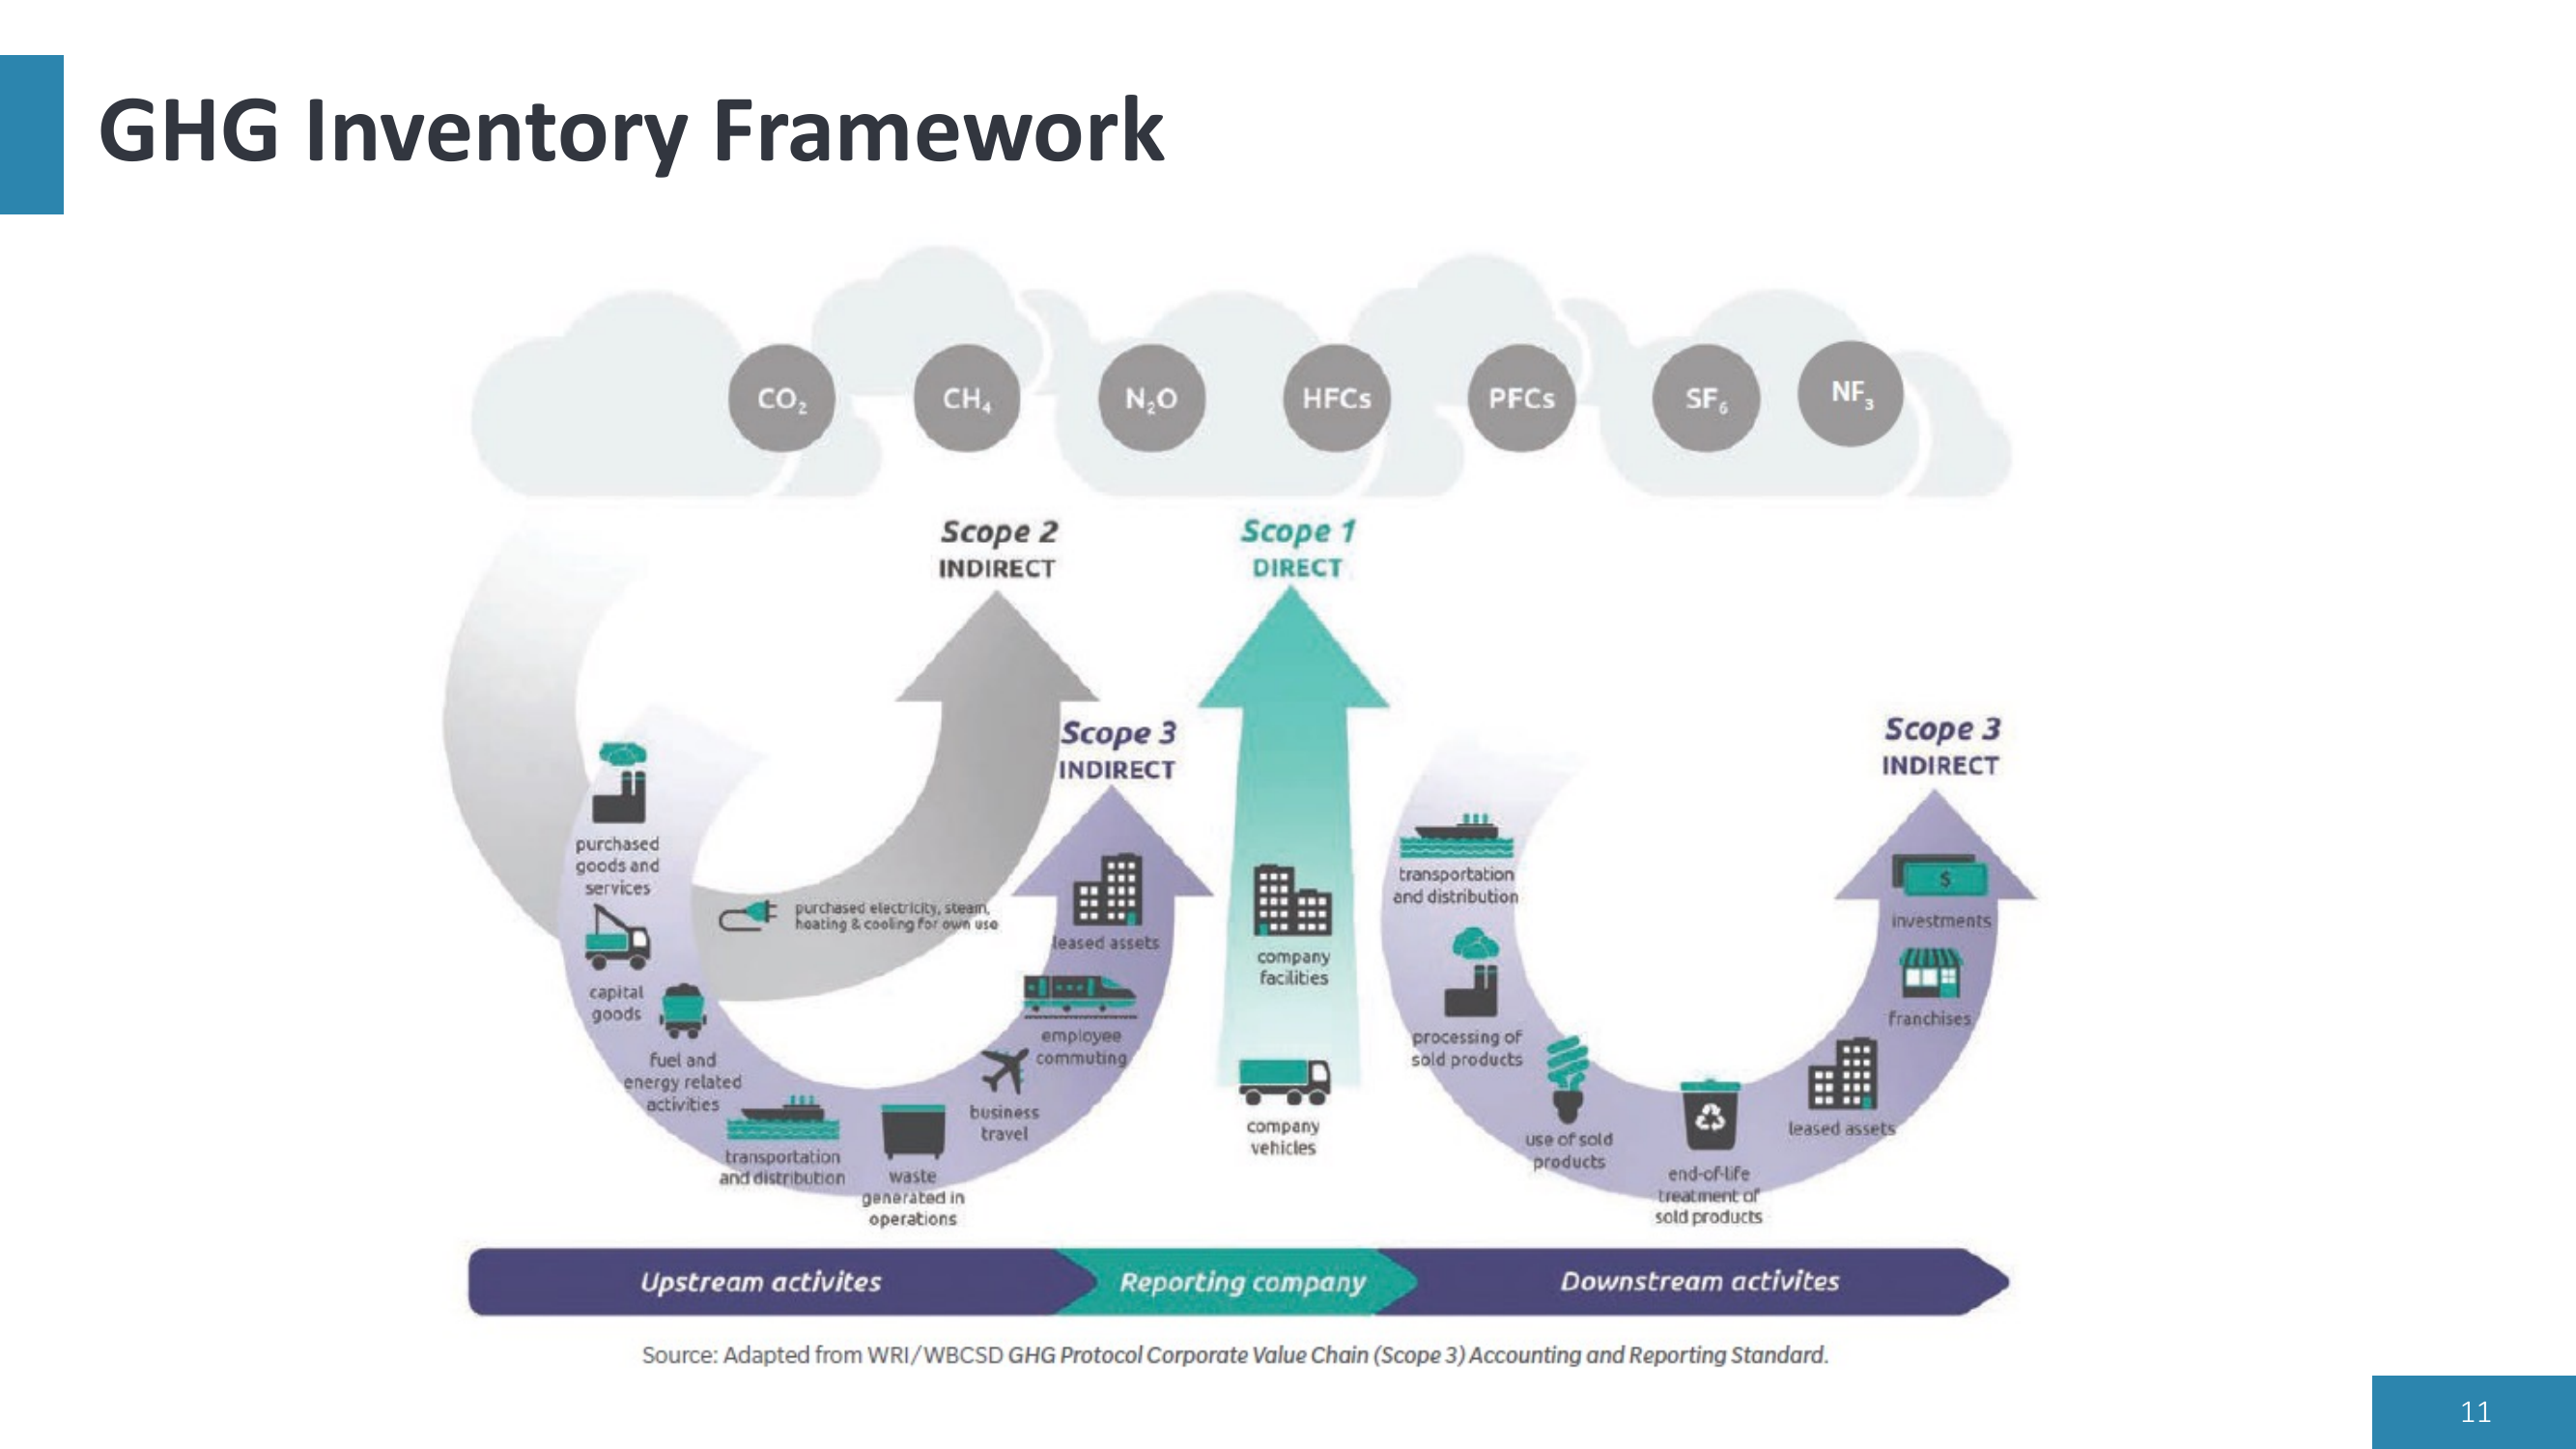 GHG Inventory Framework
CO₂ CH₄ N₂O HFCs PFCs SF₆ NF₃
Scope 2
INDIRECT
Scope 1
DIRECT
Scope 3
INDIRECT
Scope 3
INDIRECT
purchased
goods and
services
capital
goods
fuel and
energy related
activities
transportation
and distribution
waste
generated in
operations
business
travel
employee
commuting
leased assets
purchased electricity, steam,
heating & cooling for own use
company
facilities
company
vehicles
transportation
and distribution
processing of
sold products
use of sold
products
end-of-life
treatment of
sold products
leased assets
franchises
$
investments
Upstream activites
Reporting company
Downstream activites
Source: Adapted from WRI/WBCSD GHG Protocol Corporate Value Chain (Scope 3) Accounting and Reporting Standard.
11